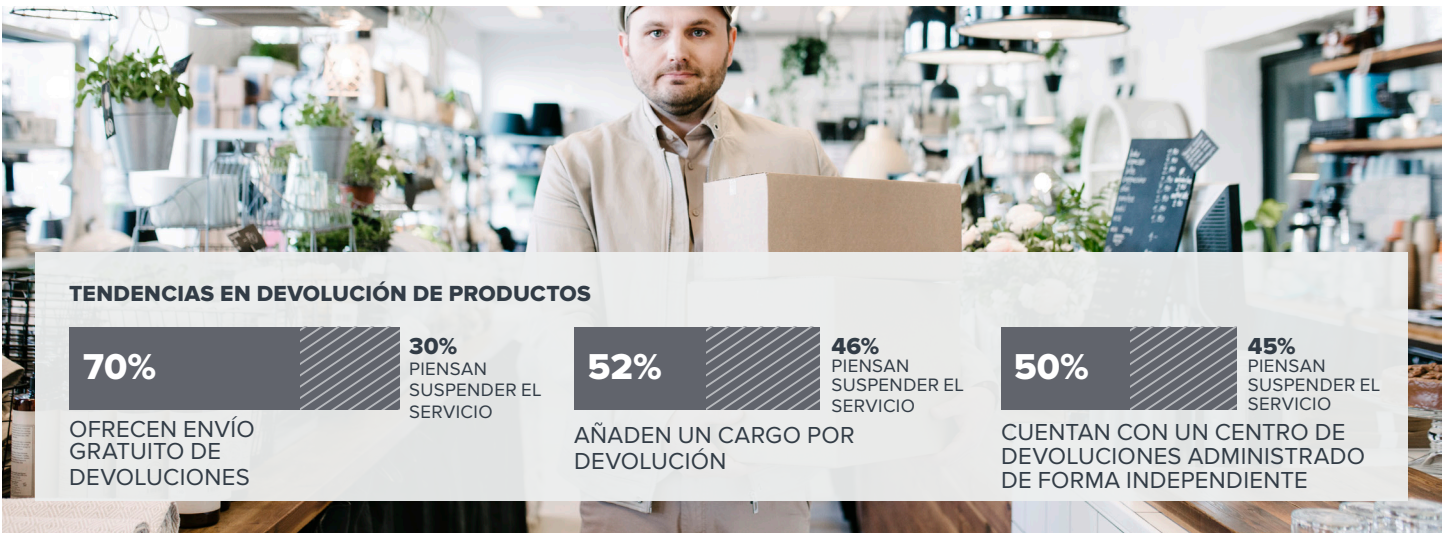 TENDENCIAS EN DEVOLUCIÓN DE PRODUCTOS
70%
30%
PIENSAN
SUSPENDER EL
SERVICIO
OFRECEN ENVÍO
GRATUITO DE
DEVOLUCIONES
52%
46%
PIENSAN
SUSPENDER EL
SERVICIO
AÑADEN UN CARGO POR
DEVOLUCIÓN
50%
45%
PIENSAN
SUSPENDER EL
SERVICIO
CUENTAN CON UN CENTRO DE
DEVOLUCIONES ADMINISTRADO
DE FORMA INDEPENDIENTE